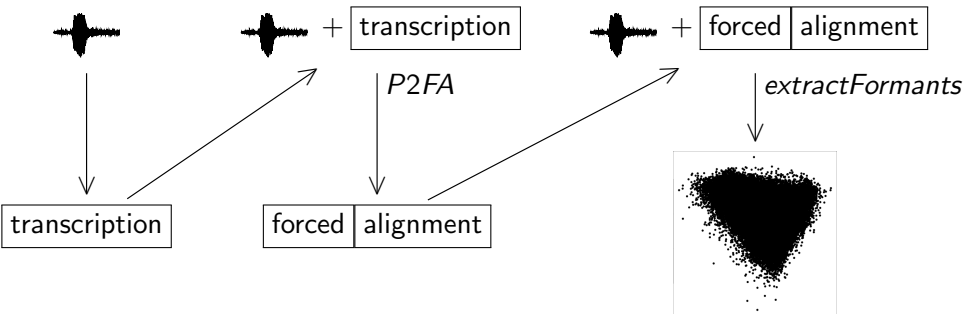 + transcription
+ forced alignment
P2FA
extractFormants
transcription
forced alignment